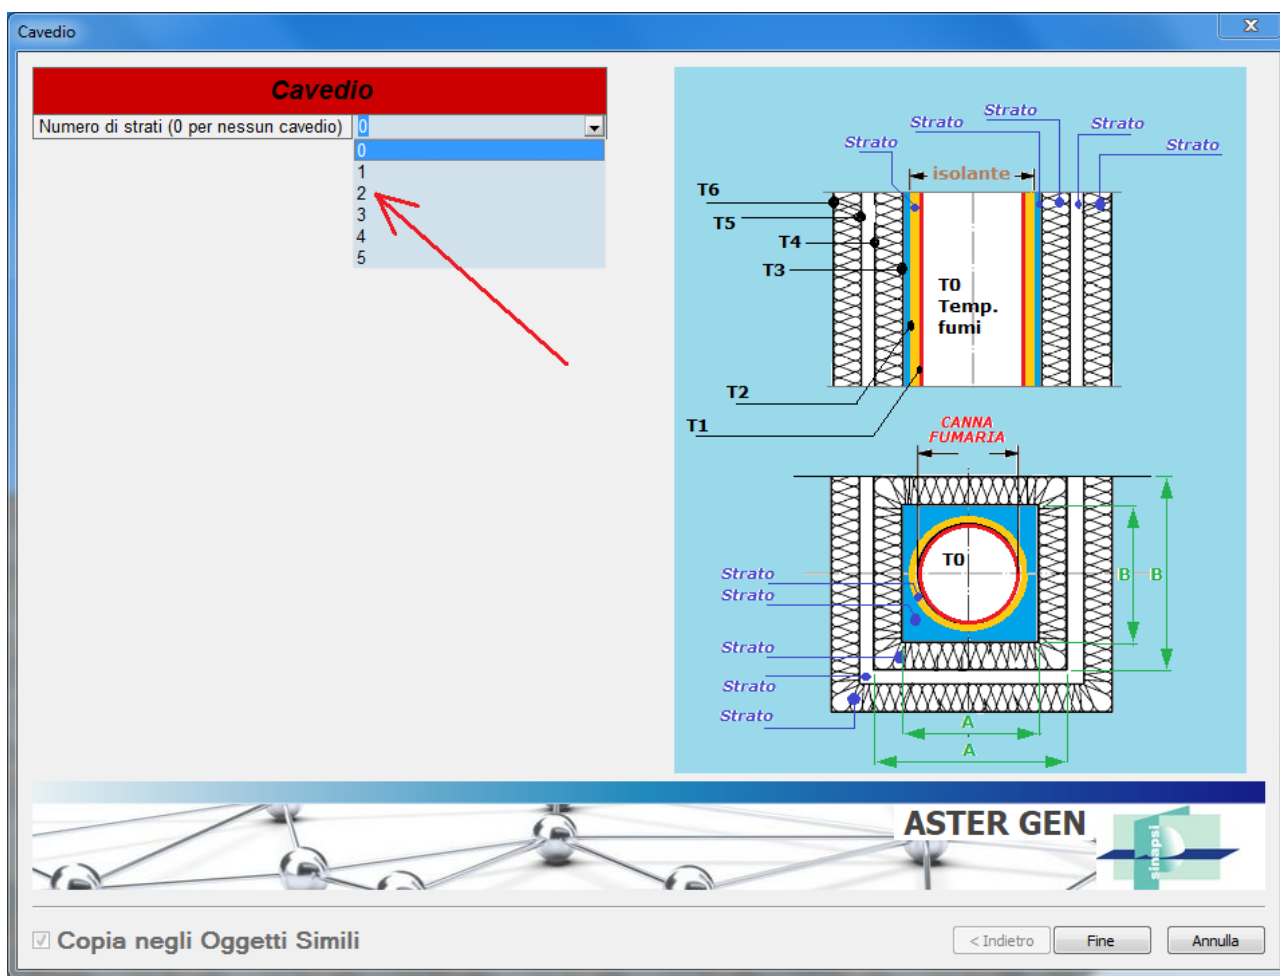 Cavedio
x
Cavedio
Numero di strati (0 per nessun cavedio) 0
0
1
2
3
4
5
Strato
Strato
Strato
Strato
Strato
isolante
T6
T5
T4
T3
T0
Temp.
fumi
T2
T1
CANNA
FUMARIA
T0
B B
Strato
Strato
Strato
Strato
Strato
A
A
ASTER GEN
sinapsi
Copia negli Oggetti Simili
< Indietro
Fine
Annulla